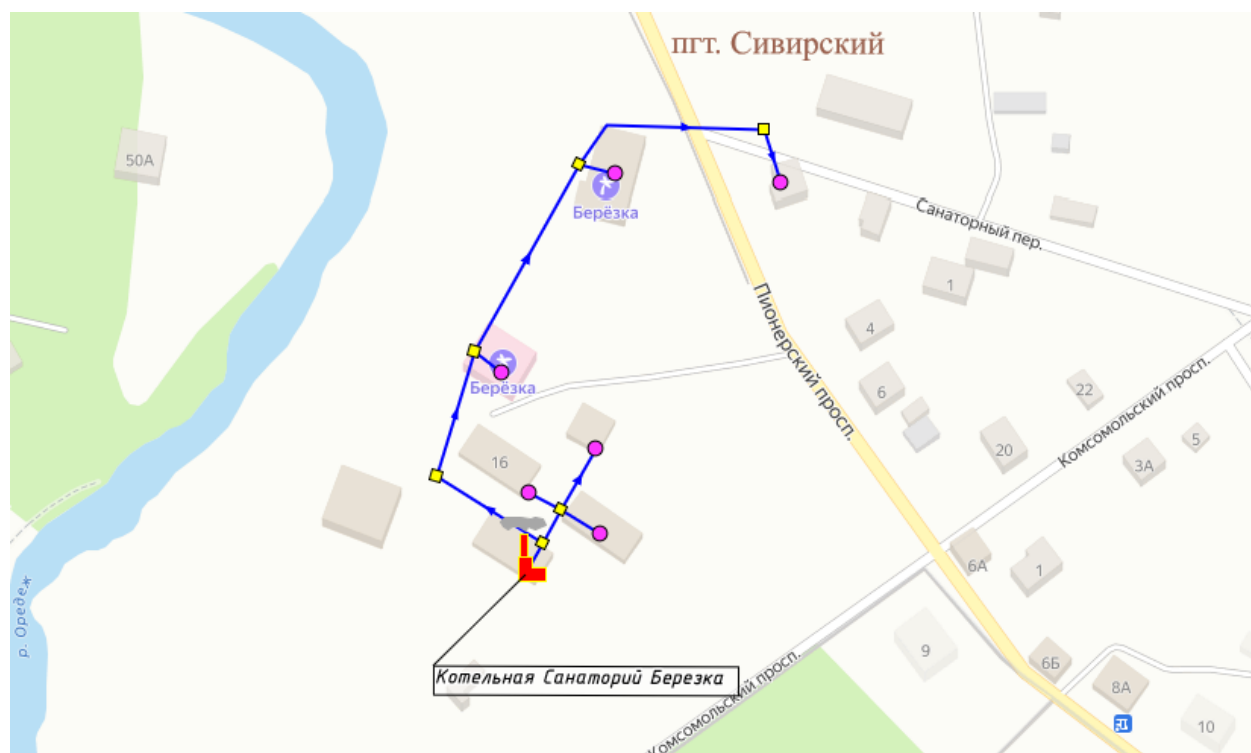 пгт. Сивирский
50А
Берёзка
Санаторный пер.
1
Пионерский просп.
4
Берёзка
6
22
Комсомольский просп.
5
20
3А
16
6А
1
р. Оредеж
9
6Б
Котельная Санаторий Березка
8А
10
Комсомольский просп.